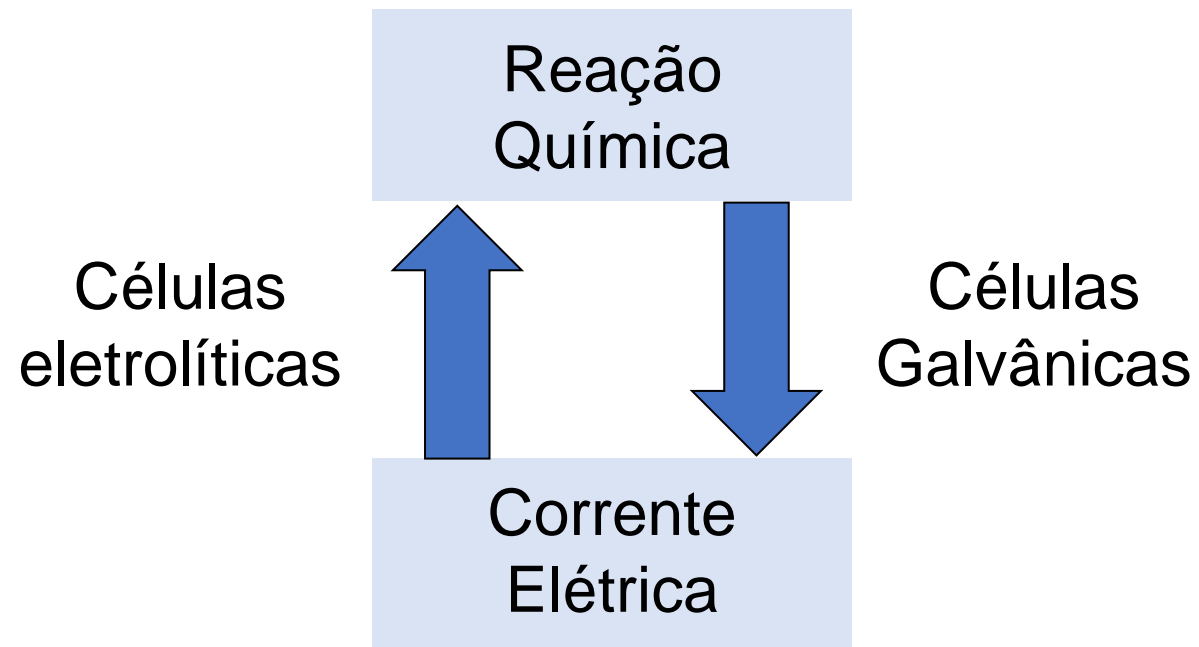 Reação
Química
Células
eletrolíticas
Células
Galvânicas
Corrente
Elétrica